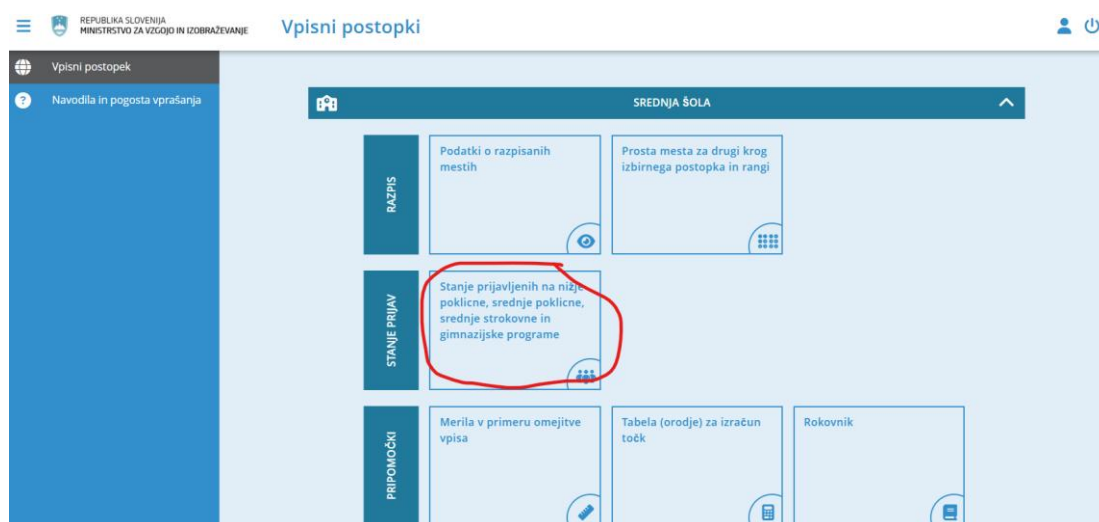 REPUBLIKA SLOVENIJA
MINISTRSTVO ZA VZGOJO IN IZOBRAŽEVANJE
Vpisni postopki
Vpisni postopek
Navodila in pogosta vprašanja
SREDNJA ŠOLA
RAZPIS
Podatki o razpisanih
mestih
Prosta mesta za drugi krog
izbirnega postopka in rangi
STANJE PRIJAV
Stanje prijavljenih na nižje
poklicne, srednje poklicne,
srednje strokovne in
gimnazijske programe
PRIPOMOČKI
Merila v primeru omejitve
vpisa
Tabela (orodje) za izračun
točk
Rokovnik